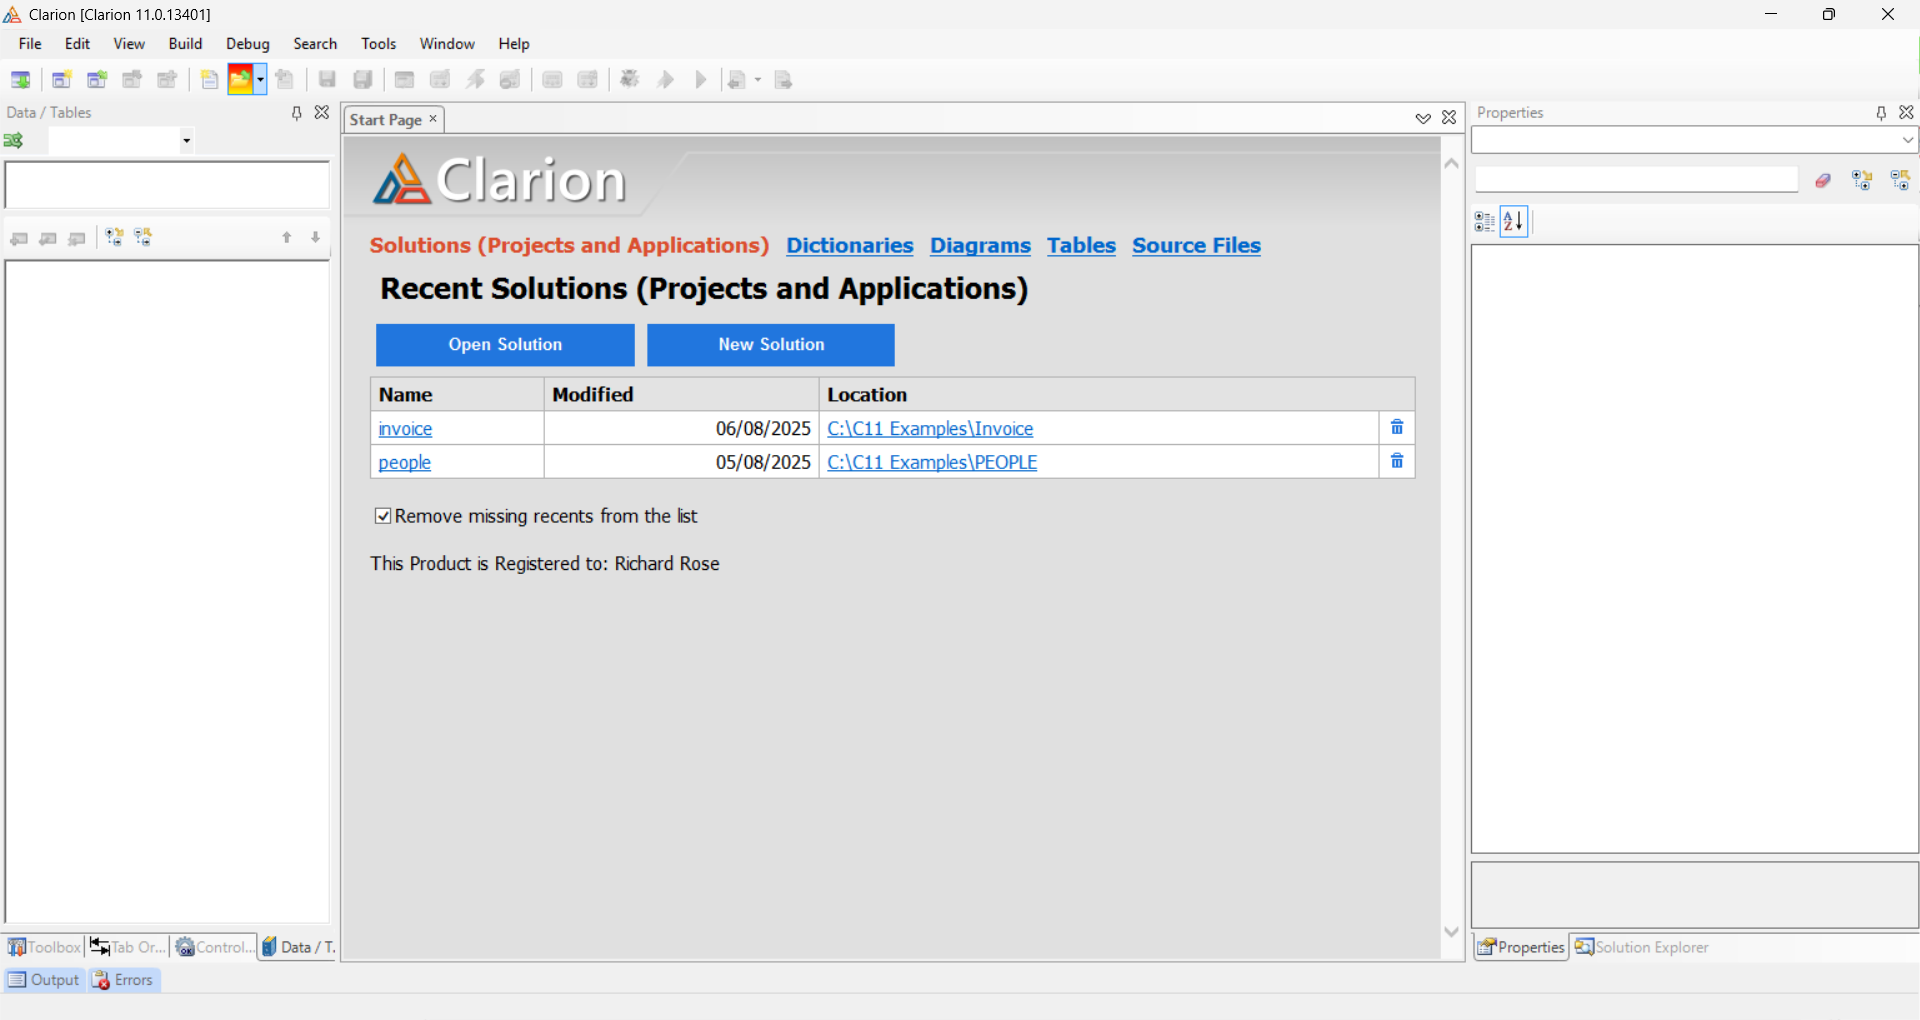 Clarion [Clarion 11.0.13401]
File Edit View Build Debug Search Tools Window Help
Data / Tables
Start Page
Properties
Clarion
Solutions (Projects and Applications) Dictionaries Diagrams Tables Source Files
Recent Solutions (Projects and Applications)
Open Solution New Solution
Name Modified Location
invoice 06/08/2025 C:\C11 Examples\Invoice
people 05/08/2025 C:\C11 Examples\PEOPLE
Remove missing recents from the list
This Product is Registered to: Richard Rose
Toolbox Tab Or... Control... Data / T.
Properties Solution Explorer
Output Errors